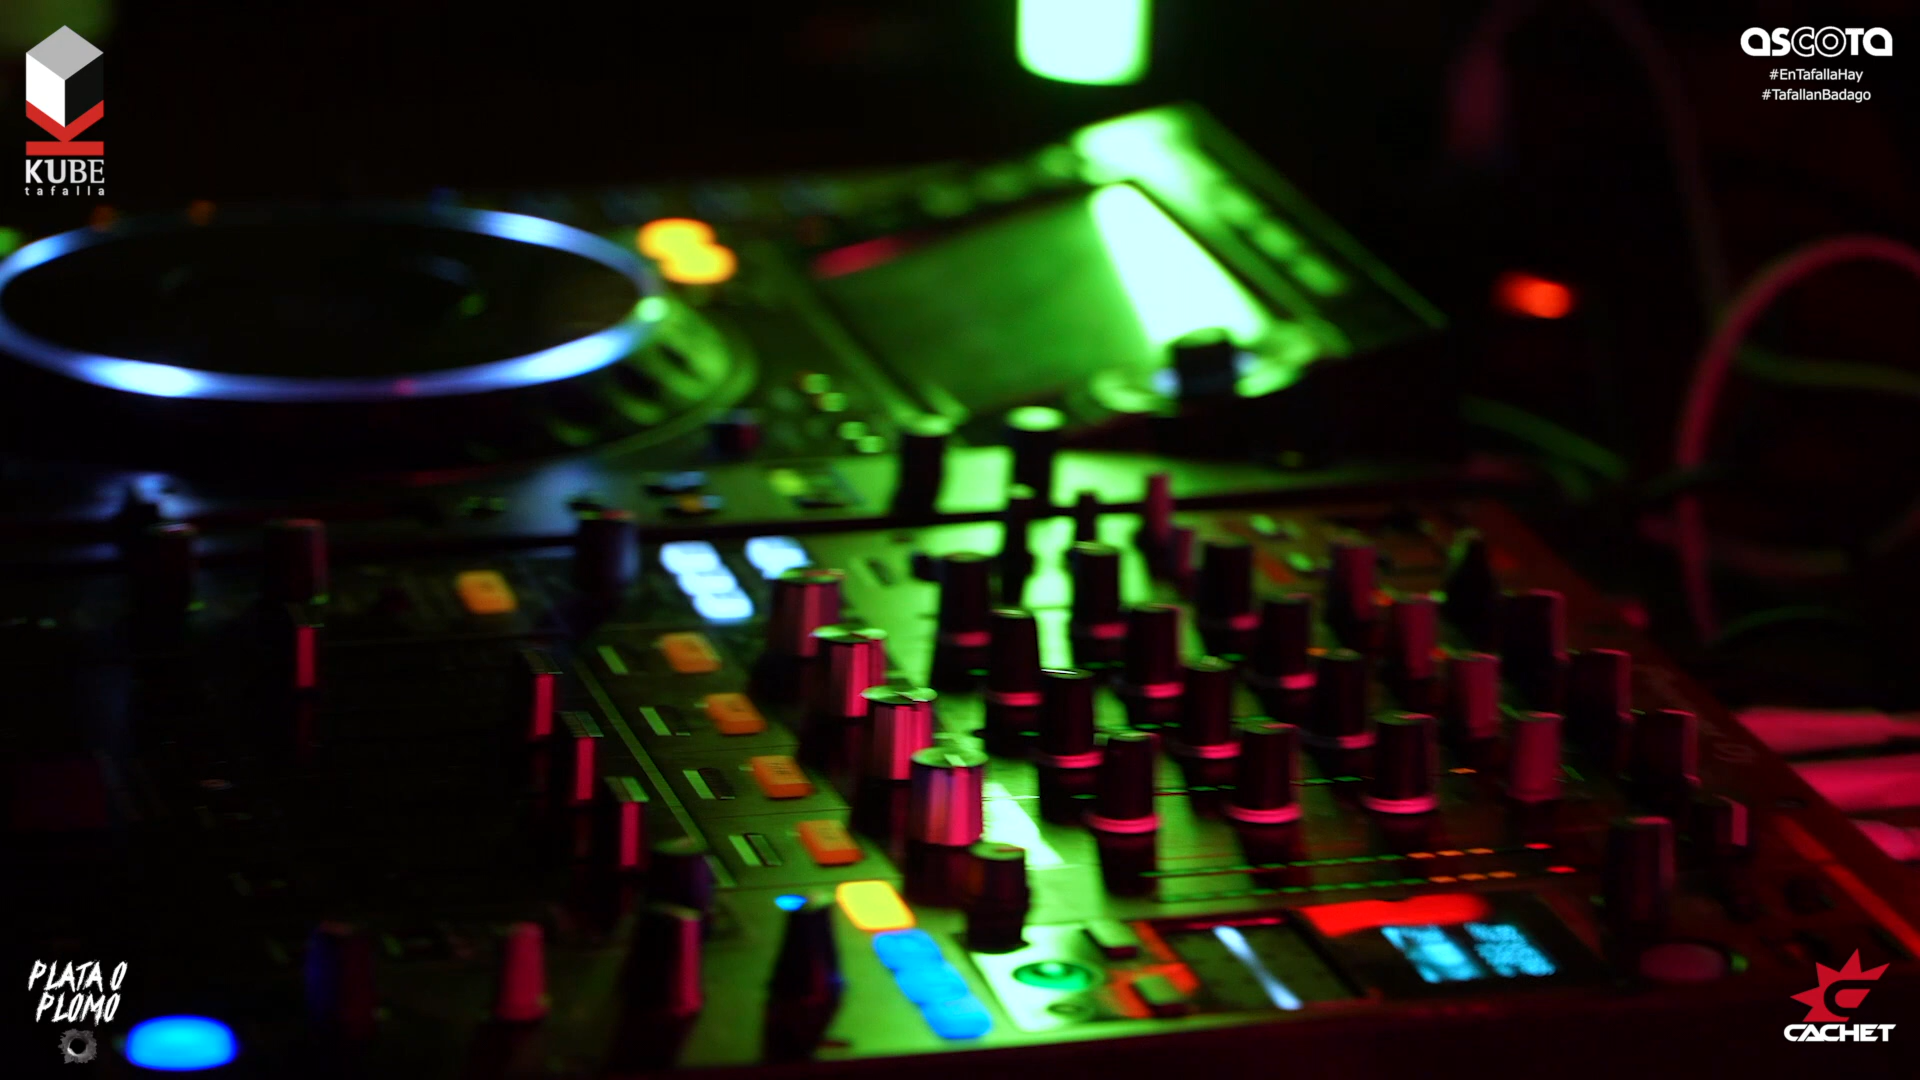 KUBE
tafalla
ascota
#EnTafallaHay
#TafallanBadago
PLATA O
PLOMO
CACHET